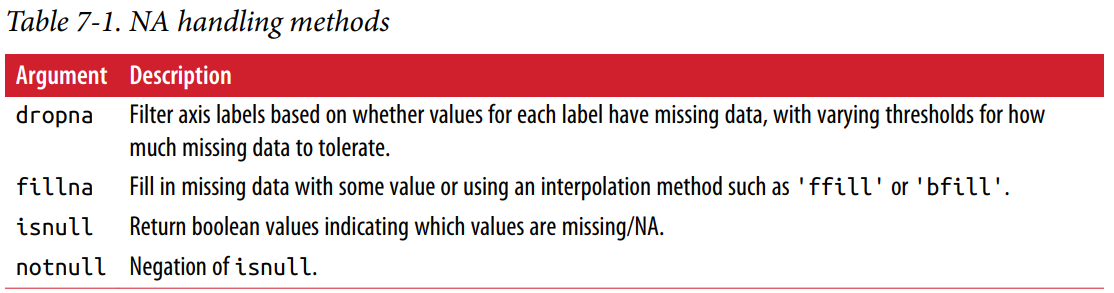 Table 7-1. NA handling methods
Argument Description
dropna Filter axis labels based on whether values for each label have missing data, with varying thresholds for how
much missing data to tolerate.
fillna Fill in missing data with some value or using an interpolation method such as 'ffill' or 'bfill'.
isnull Return boolean values indicating which values are missing/NA.
notnull Negation of isnull.